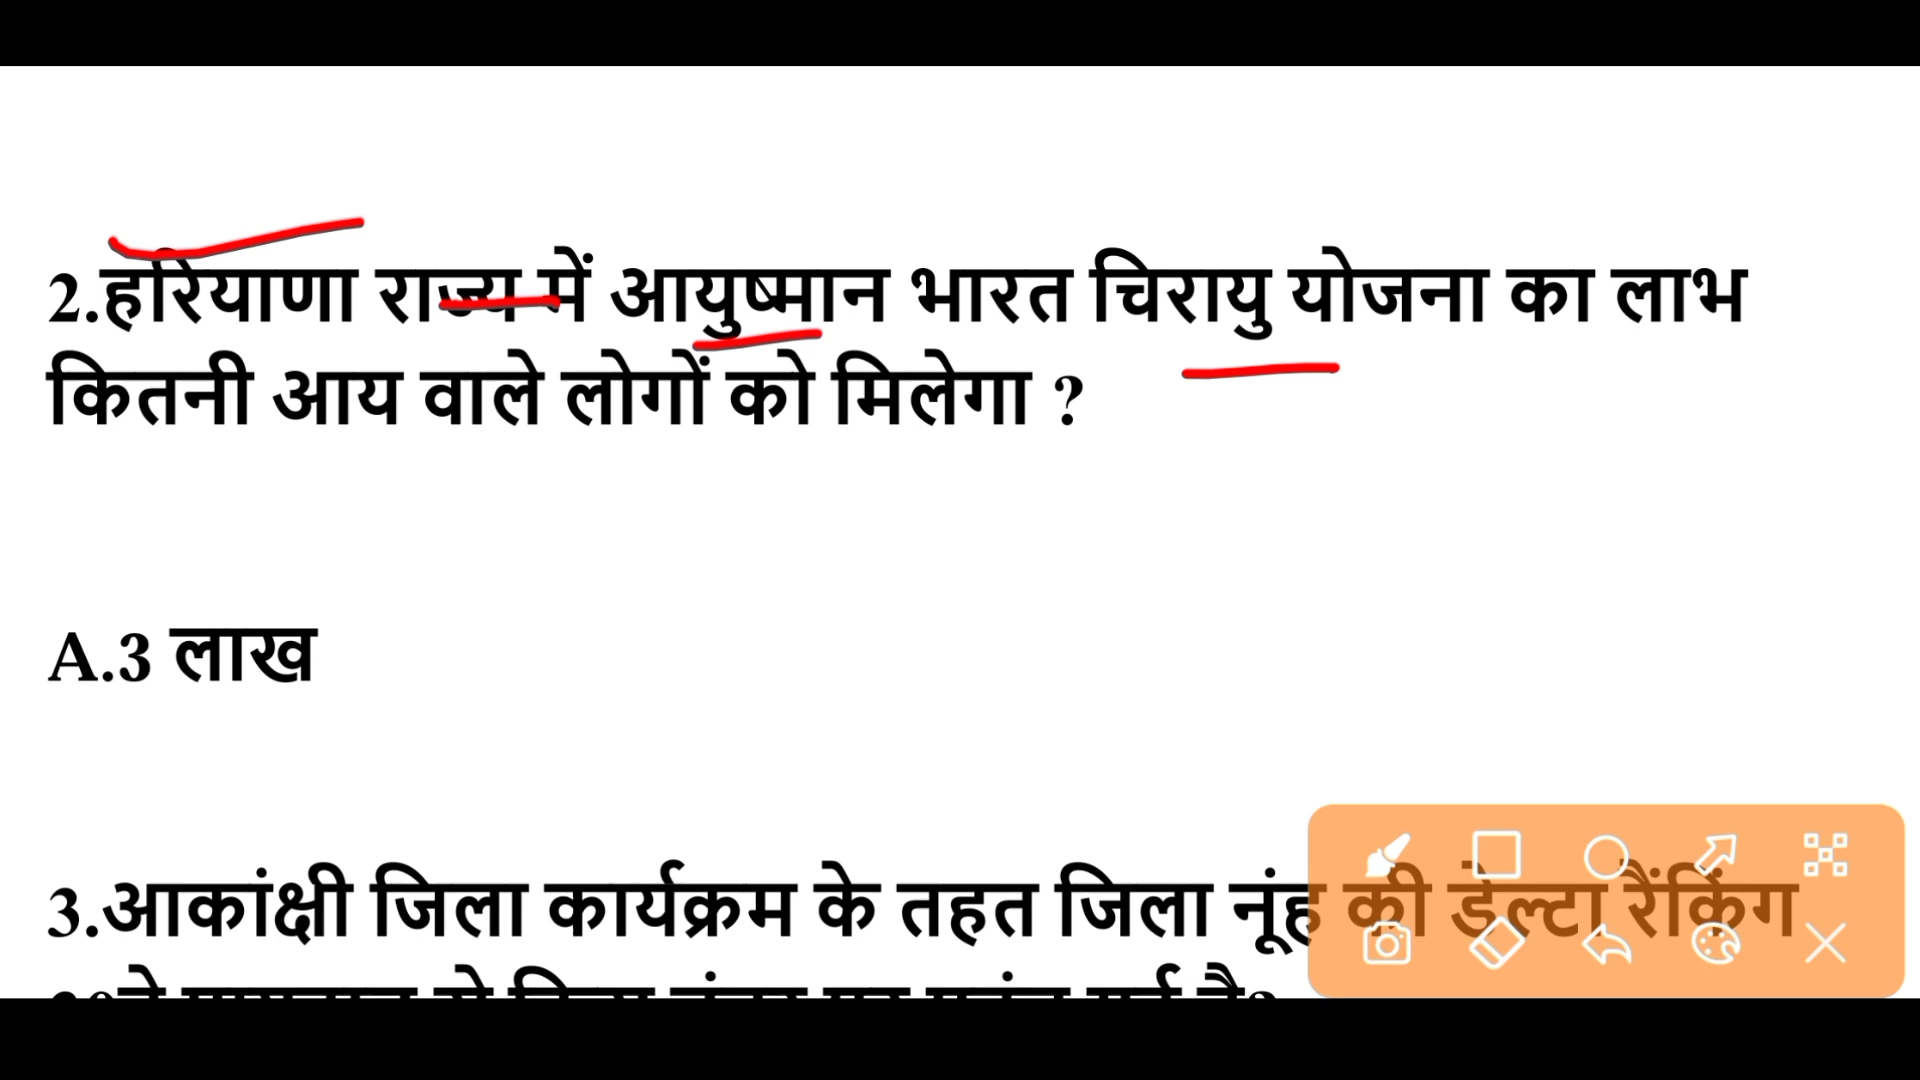 2.हरियाणा राज्य में आयुष्मान भारत चिरायु योजना का लाभ
कितनी आय वाले लोगों को मिलेगा ?
A.3 लाख
3.आकांक्षी जिला कार्यक्रम के तहत जिला नूंह की डेल्टा रैंकिंग